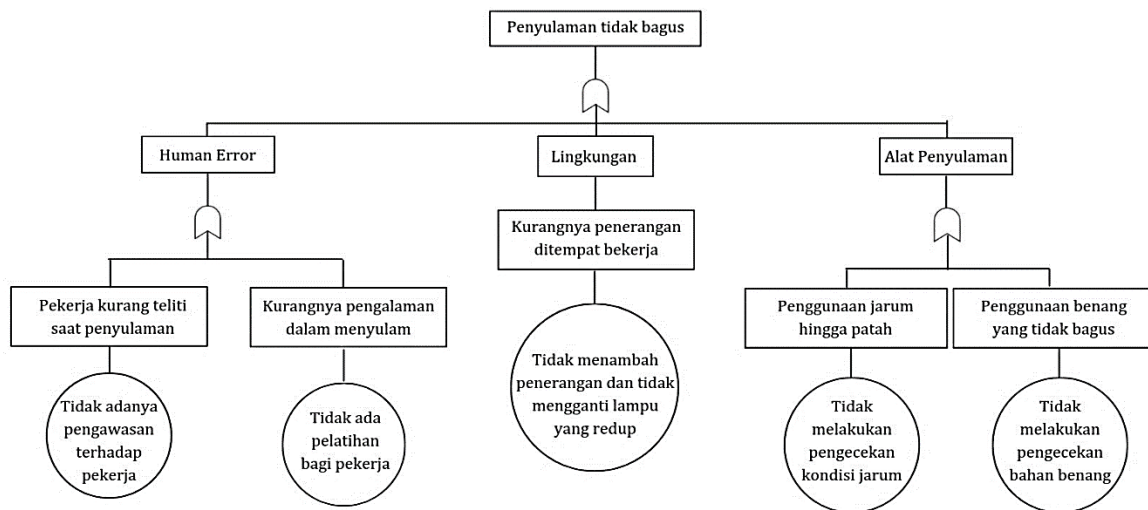 Penyulaman tidak bagus
Human Error
Lingkungan
Alat Penyulaman
Kurangnya penerangan
ditempat bekerja
Pekerja kurang teliti
saat penyulaman
Kurangnya pengalaman
dalam menyulam
Penggunaan jarum
hingga patah
Penggunaan benang
yang tidak bagus
Tidak adanya
pengawasan
terhadap
pekerja
Tidak ada
pelatihan
bagi pekerja
Tidak menambah
penerangan dan tidak
mengganti lampu
yang redup
Tidak
melakukan
pengecekan
kondisi jarum
Tidak
melakukan
pengecekan
bahan benang